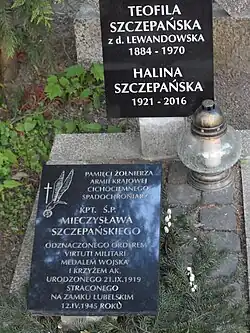 TEOFILA
SZCZEPAŃSKA
z d. LEWANDOWSKA
1884 - 1970
HALINA
SZCZEPAŃSKA
1921 - 2016
PAMIĘCI ŻOŁNIERZA
ARMII KRAJOWEJ
CICHOCIEMNEGO
SPADOCHRONIARZA
KPT. Ś.P.
MIECZYSŁAWA
SZCZEPAŃSKIEGO
ODZNACZONEGO ORDEREM
VIRTUTI MILITARI
MEDALEM WOJSKA
I KRZYŻEM AK.
URODZONEGO 21.IX.1919
STRACONEGO
NA ZAMKU LUBELSKIM
12.IV.1945 ROKU